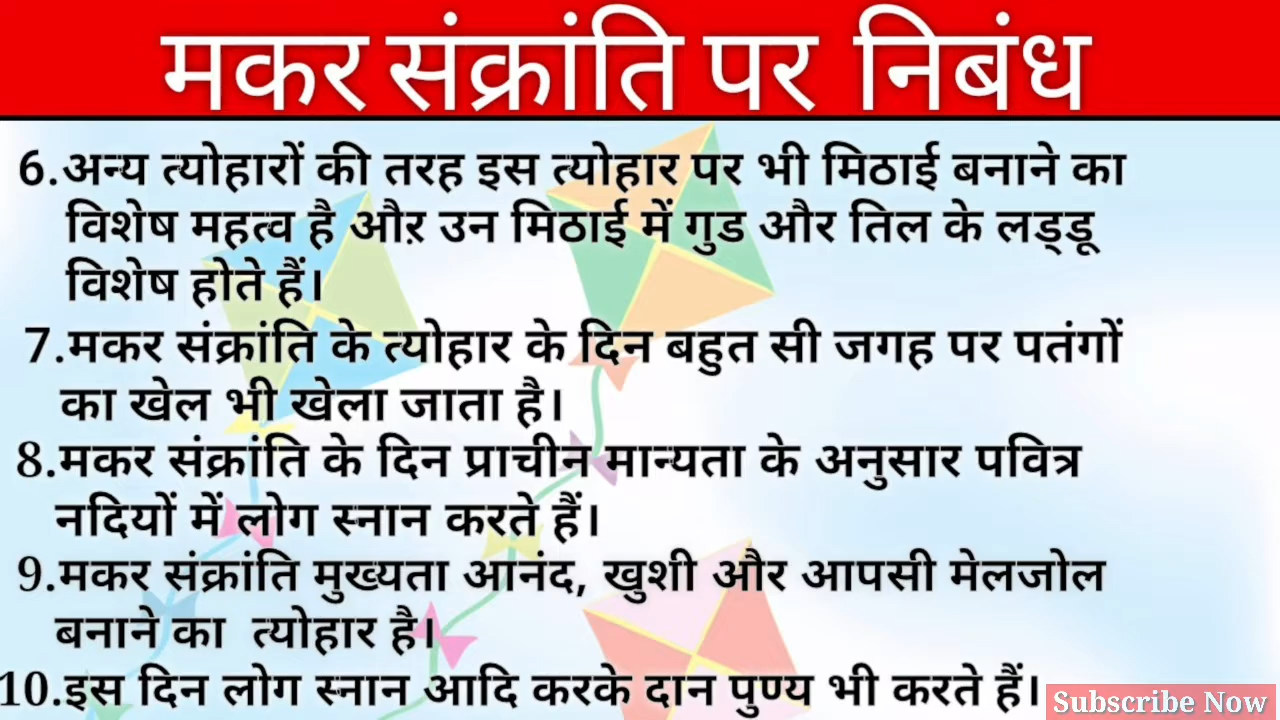 मकर संक्रांति पर निबंध
6.अन्य त्योहारों की तरह इस त्योहार पर भी मिठाई बनाने का
विशेष महत्व है औऱ उन मिठाई में गुड और तिल के लड्डू
विशेष होते हैं।
7.मकर संक्रांति के त्योहार के दिन बहुत सी जगह पर पतंगों
का खेल भी खेला जाता है।
8.मकर संक्रांति के दिन प्राचीन मान्यता के अनुसार पवित्र
नदियों में लोग स्नान करते हैं।
9.मकर संक्रांति मुख्यता आनंद, खुशी और आपसी मेलजोल
बनाने का त्योहार है।
10.इस दिन लोग स्नान आदि करके दान पुण्य भी करते हैं।
Subscribe Now